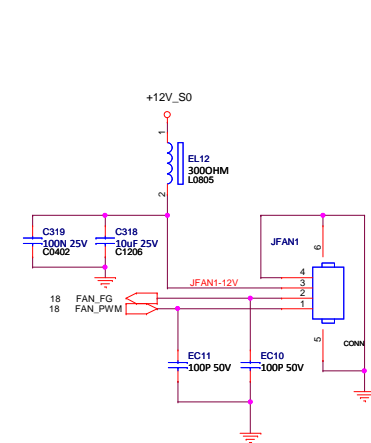 +12V_S0
1
EL12
300OHM
L0805
2
C319
100N 25V
C0402
C318
10uF 25V
C1206
JFAN1
6
JFAN1-12V
4
3
2
1
18 FAN_FG
18 FAN_PWM
5
CONN
EC11
100P 50V
EC10
100P 50V